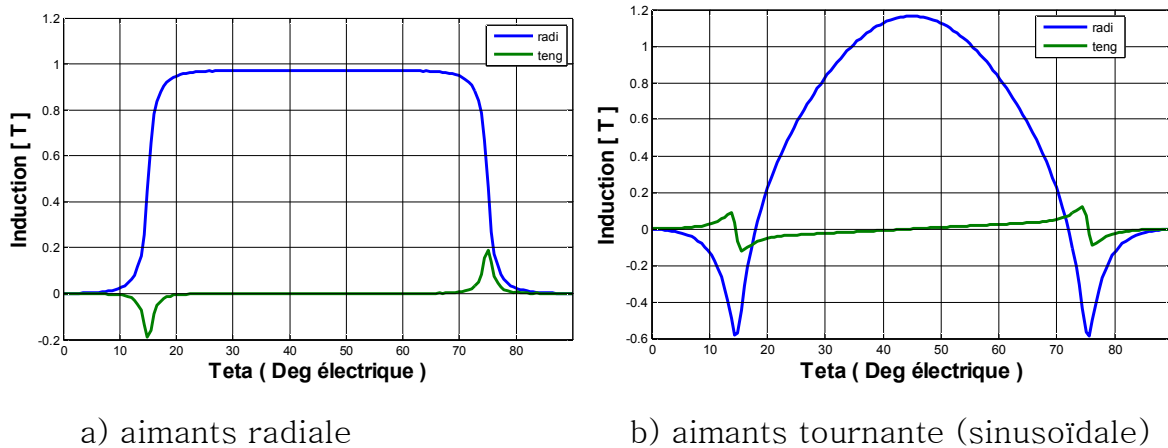 1.2
1
0.8
0.6
0.4
0.2
0
-0.2
0 10 20 30 40 50 60 70 80
Induction [ T ]
Teta ( Deg électrique )
radi
teng
a) aimants radiale
1.2
1
0.8
0.6
0.4
0.2
0
-0.2
-0.4
-0.6
0 10 20 30 40 50 60 70 80
Induction [ T ]
Teta ( Deg électrique )
radi
teng
b) aimants tournante (sinusoïdale)